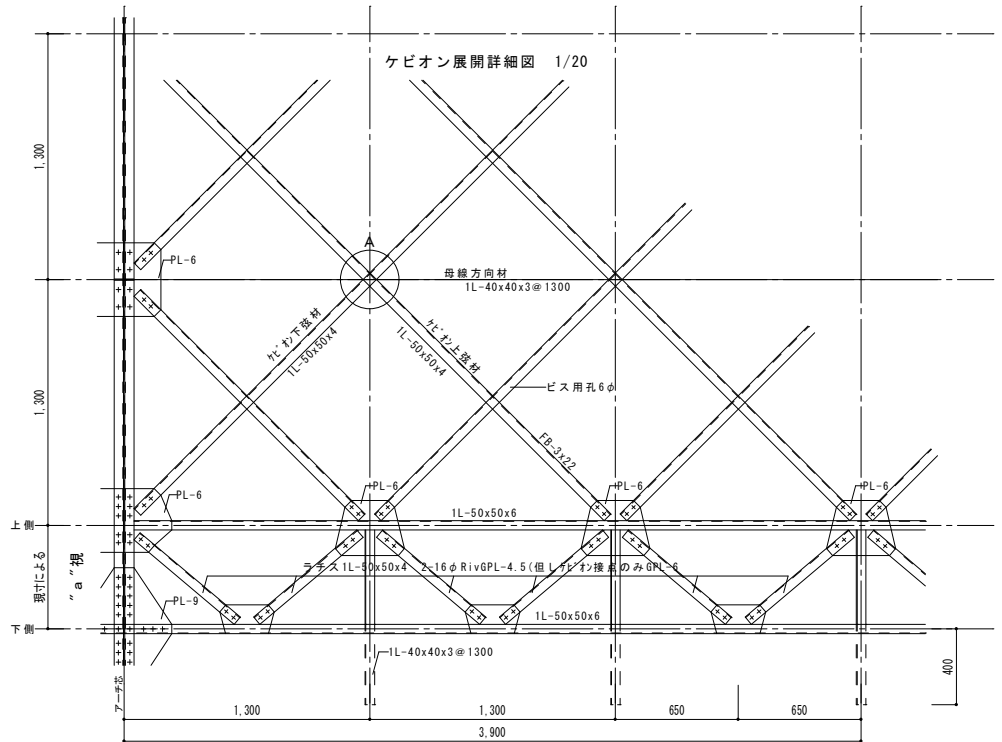 ケビオン展開詳細図 1/20
1,300
A
PL-6
母線方向材
1L-40x40x3@1300
ケビオン下弦材
1L-50x50x4
ケビオン上弦材
1L-50x50x4
1,300
ビス用孔6φ
FB-3x22
PL-6
PL-6
PL-6
PL-6
1L-50x50x6
上側
現寸による
"a"視
ラチス1L-50x50x4 2-16φRivGPL-4.5(但しケビオン接点のみGPL-6
PL-9
1L-50x50x6
下側
1L-40x40x3@1300
400
アーチ芯
1,300
1,300
650
650
3,900